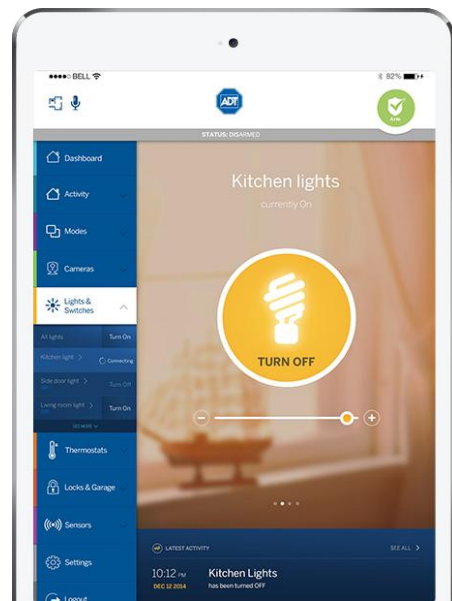 BELL
82%
ADT
Arm
STATUS: DISARMED
Dashboard
Activity
Modes
Cameras
Lights &
Switches
All lights Turn On
Kitchen light > Connecting
Side door light > Turn Off
On
Living room light > Turn On
Off
SEE MORE
Thermostats
Locks & Garage
Sensors
Settings
Logout
Kitchen lights
currently On
TURN OFF
LATEST ACTIVITY SEE ALL >
10:12 PM Kitchen Lights
DEC 12 2014 has been turned OFF